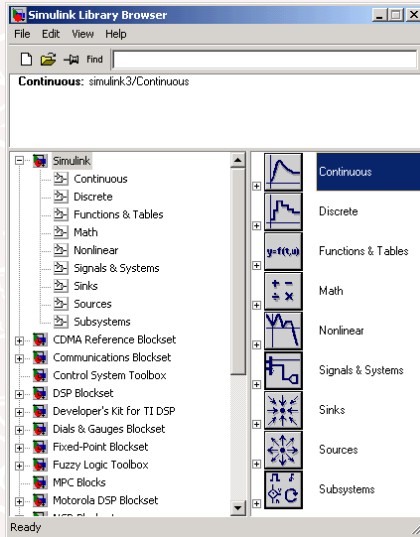 Simulink Library Browser
File Edit View Help
Find
Continuous: simulink3/Continuous
Simulink
Continuous
Discrete
Functions & Tables
Math
Nonlinear
Signals & Systems
Sinks
Sources
Subsystems
CDMA Reference Blockset
Communications Blockset
Control System Toolbox
DSP Blockset
Developer's Kit for TI DSP
Dials & Gauges Blockset
Fixed-Point Blockset
Fuzzy Logic Toolbox
MPC Blocks
Motorola DSP Blockset
Continuous
Discrete
y=f(t,u) Functions & Tables
Math
Nonlinear
Signals & Systems
Sinks
Sources
Subsystems
Ready